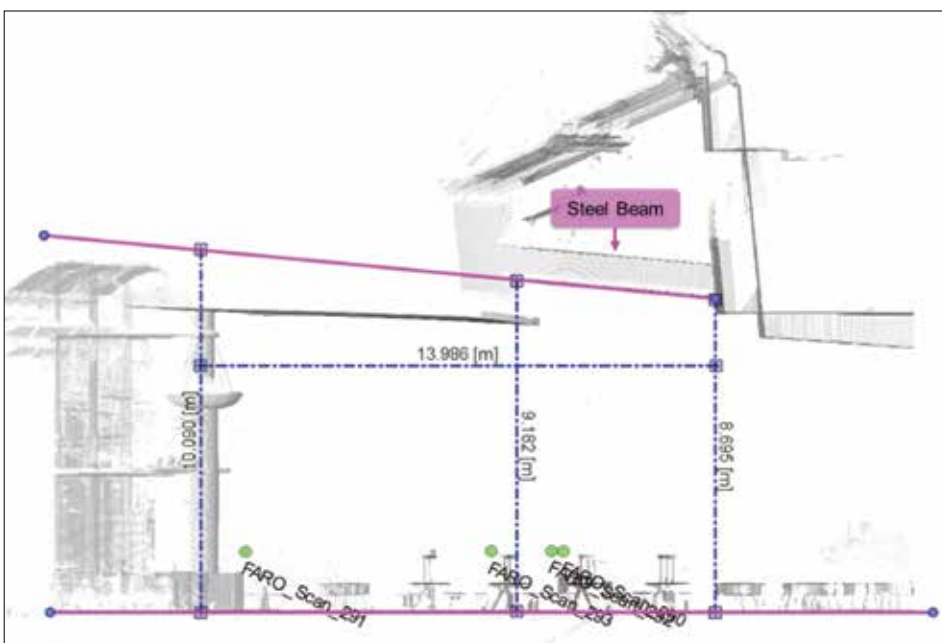 Steel Beam
13.986 [m]
10.090 [m]
9.182 [m]
8.695 [m]
FARO_Scan_291
FARO_Scan_293